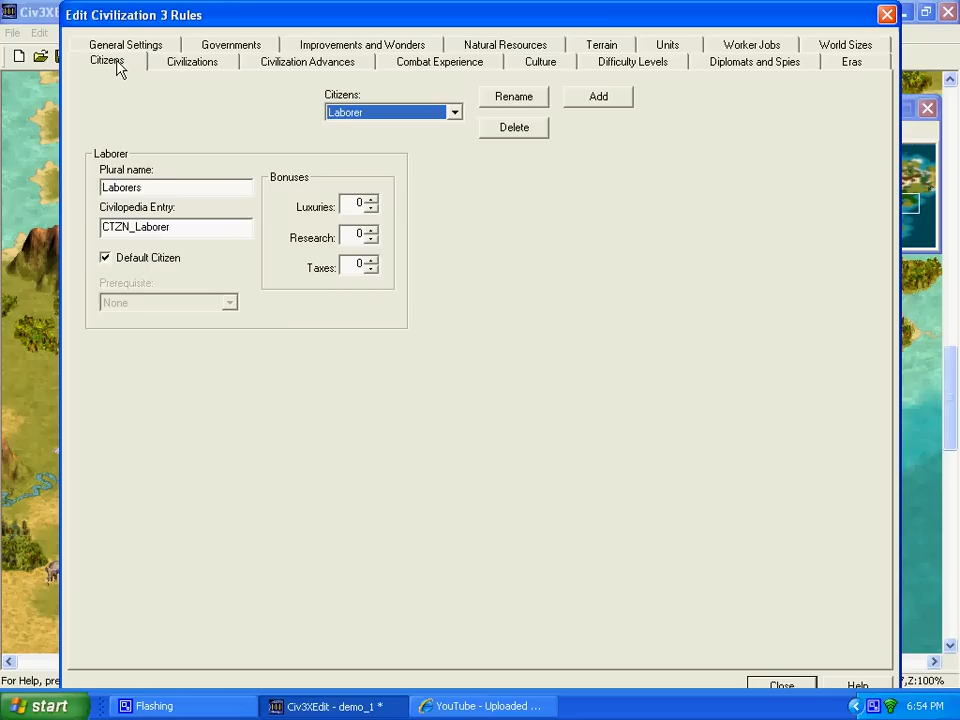 Civ3X
Edit Civilization 3 Rules
File Edit
General Settings Governments Improvements and Wonders Natural Resources Terrain Units Worker Jobs World Sizes
Citizens Civilizations Civilization Advances Combat Experience Culture Difficulty Levels Diplomats and Spies Eras
Citizens:
Laborer
Rename
Add
Delete
Laborer
Plural name:
Laborers
Civilopedia Entry:
CTZN_Laborer
Default Citizen
Prerequisite:
None
Bonuses
Luxuries: 0
Research: 0
Taxes: 0
Close Help
For Help, pre
,Z:100%
start Flashing Civ3XEdit - demo_1 * YouTube - Uploaded ... 6:54 PM